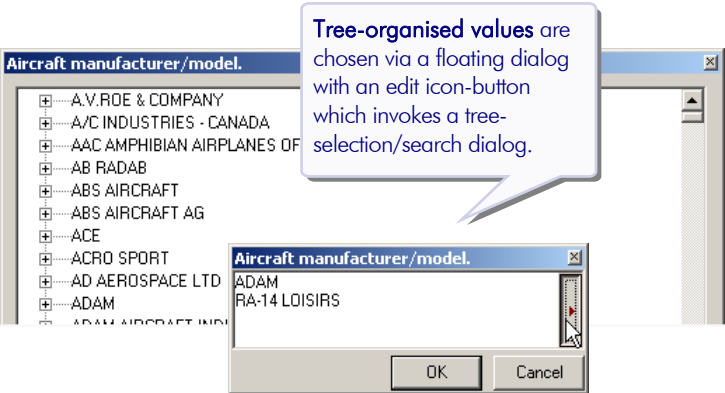 Tree-organised values are
chosen via a floating dialog
with an edit icon-button
which invokes a tree-
selection/search dialog.
Aircraft manufacturer/model.
A.V.ROE & COMPANY
A/C INDUSTRIES - CANADA
AAC AMPHIBIAN AIRPLANES OF
AB RADAB
ABS AIRCRAFT
ABS AIRCRAFT AG
ACE
ACRO SPORT
AD AEROSPACE LTD
ADAM
ADAM AIRCRAFT
Aircraft manufacturer/model.
ADAM
RA-14 LOISIRS
OK Cancel